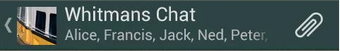 Whitmans Chat
Alice, Francis, Jack, Ned, Peter,